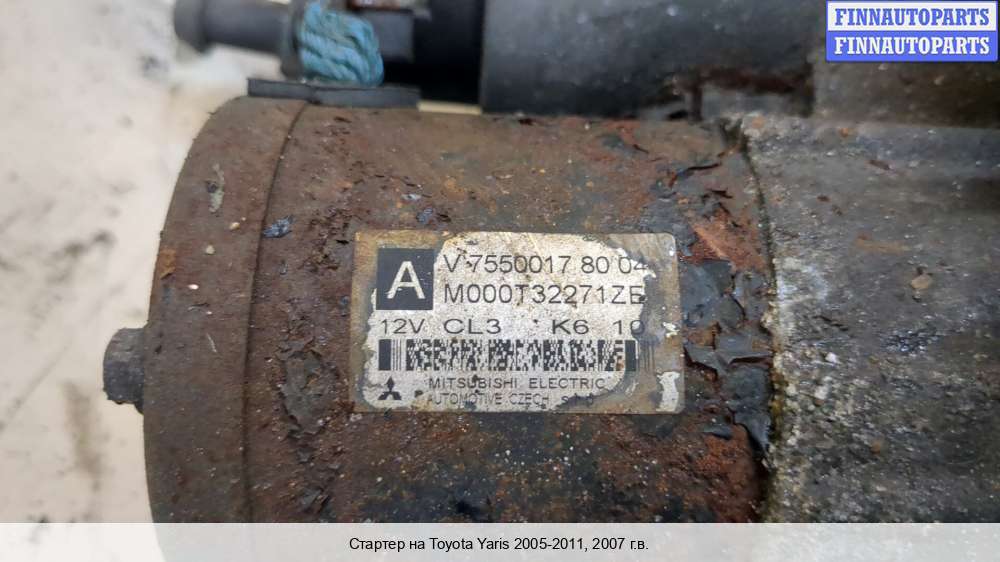 FINNAUTOPARTS
FINNAUTOPARTS
A
V 7550017 80 04
M000T32271ZE
12V CL3 K6 10
MITSUBISHI ELECTRIC
AUTOMOTIVE CZECH s.r.o
Стартер на Toyota Yaris 2005-2011, 2007 г.в.